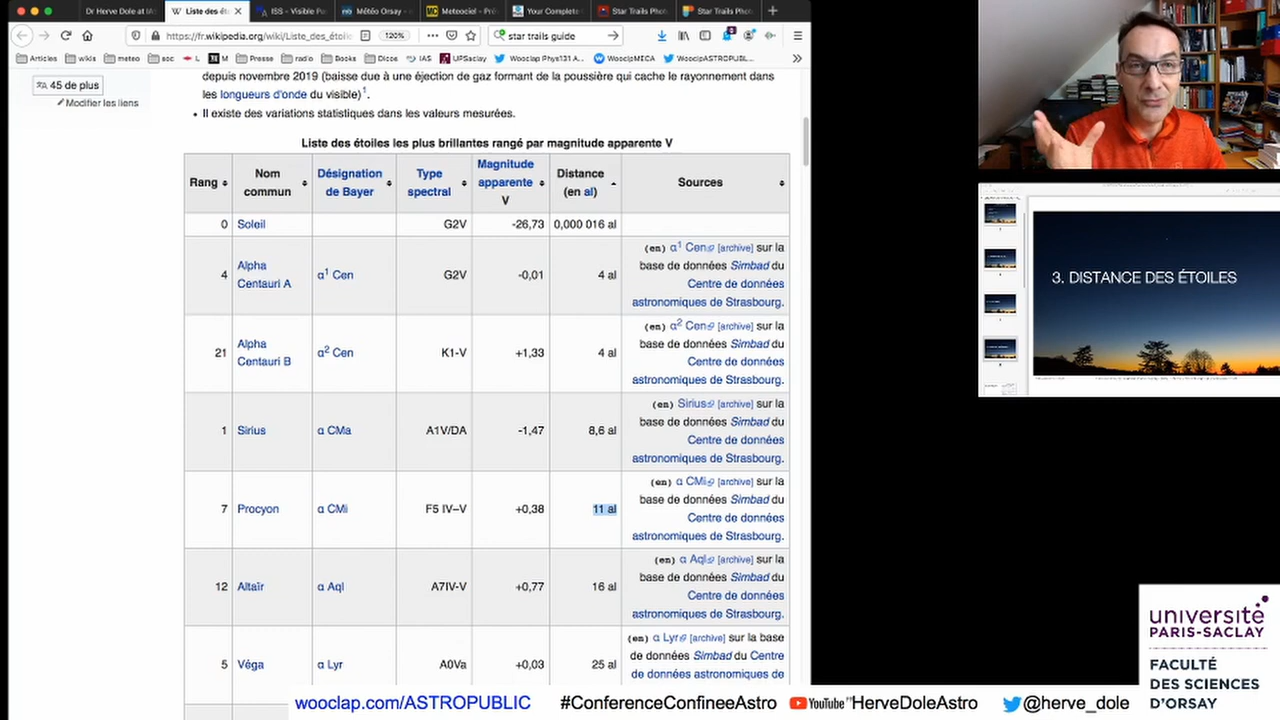 Dr Herve Dole at IA
Liste des éto
ISS - Visible Pa
Météo Orsay -
Meteociel - Pré
Your Complete
Star Trails Phot
Star Trails Phot
https://fr.wikipedia.org/wiki/Liste_des_étoile
120%
star trails guide
Articles
wikis
meteo
soc
L
M
Presse
radio
Books
Dicos
IAS
UPSaclay
Wooclap Phys131 A...
WooclpMECA
WooclpASTROPUBL...
45 de plus
Modifier les liens
depuis novembre 2019 (baisse due à une éjection de gaz formant de la poussière qui cache le rayonnement dans
les longueurs d'onde du visible)1.
• Il existe des variations statistiques dans les valeurs mesurées.
Liste des étoiles les plus brillantes rangé par magnitude apparente V
Rang Nom commun Désignation de Bayer Type spectral Magnitude apparente V Distance (en al) Sources
0 Soleil G2V -26,73 0,000 016 al
4 Alpha Centauri A α1 Cen G2V -0,01 4 al
(en) α1 Cen [archive] sur la
base de données Simbad du
Centre de données
astronomiques de Strasbourg.
21 Alpha Centauri B α2 Cen K1-V +1,33 4 al
(en) α2 Cen [archive] sur la
base de données Simbad du
Centre de données
astronomiques de Strasbourg.
1 Sirius α CMa A1V/DA -1,47 8,6 al
(en) Sirius [archive] sur la
base de données Simbad du
Centre de données
astronomiques de Strasbourg.
7 Procyon α CMi F5 IV–V +0,38 11 al
(en) α CMi [archive] sur la
base de données Simbad du
Centre de données
astronomiques de Strasbourg.
12 Altaïr α Aql A7IV-V +0,77 16 al
(en) α Aql [archive] sur la
base de données Simbad du
Centre de données
astronomiques de Strasbourg.
5 Véga α Lyr A0Va +0,03 25 al
(en) α Lyr [archive] sur la base
de données Simbad du Centre
de données astronomiques de
3. DISTANCE DES ÉTOILES
université
PARIS-SACLAY
FACULTÉ
DES SCIENCES
D'ORSAY
wooclap.com/ASTROPUBLIC
#ConferenceConfineeAstro
YouTube FR HerveDoleAstro
@herve_dole